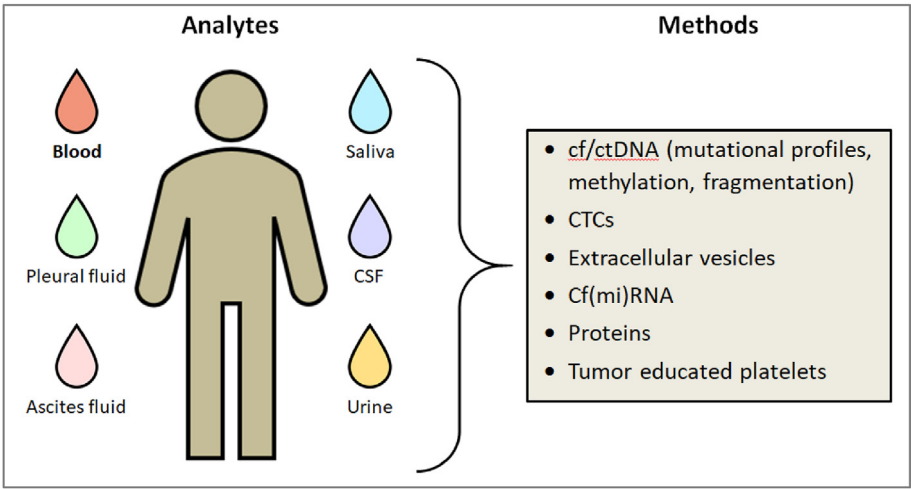 Analytes
Blood
Saliva
Pleural fluid
CSF
Ascites fluid
Urine
Methods
• cf/ctDNA (mutational profiles,
methylation, fragmentation)
• CTCs
• Extracellular vesicles
• Cf(mi)RNA
• Proteins
• Tumor educated platelets